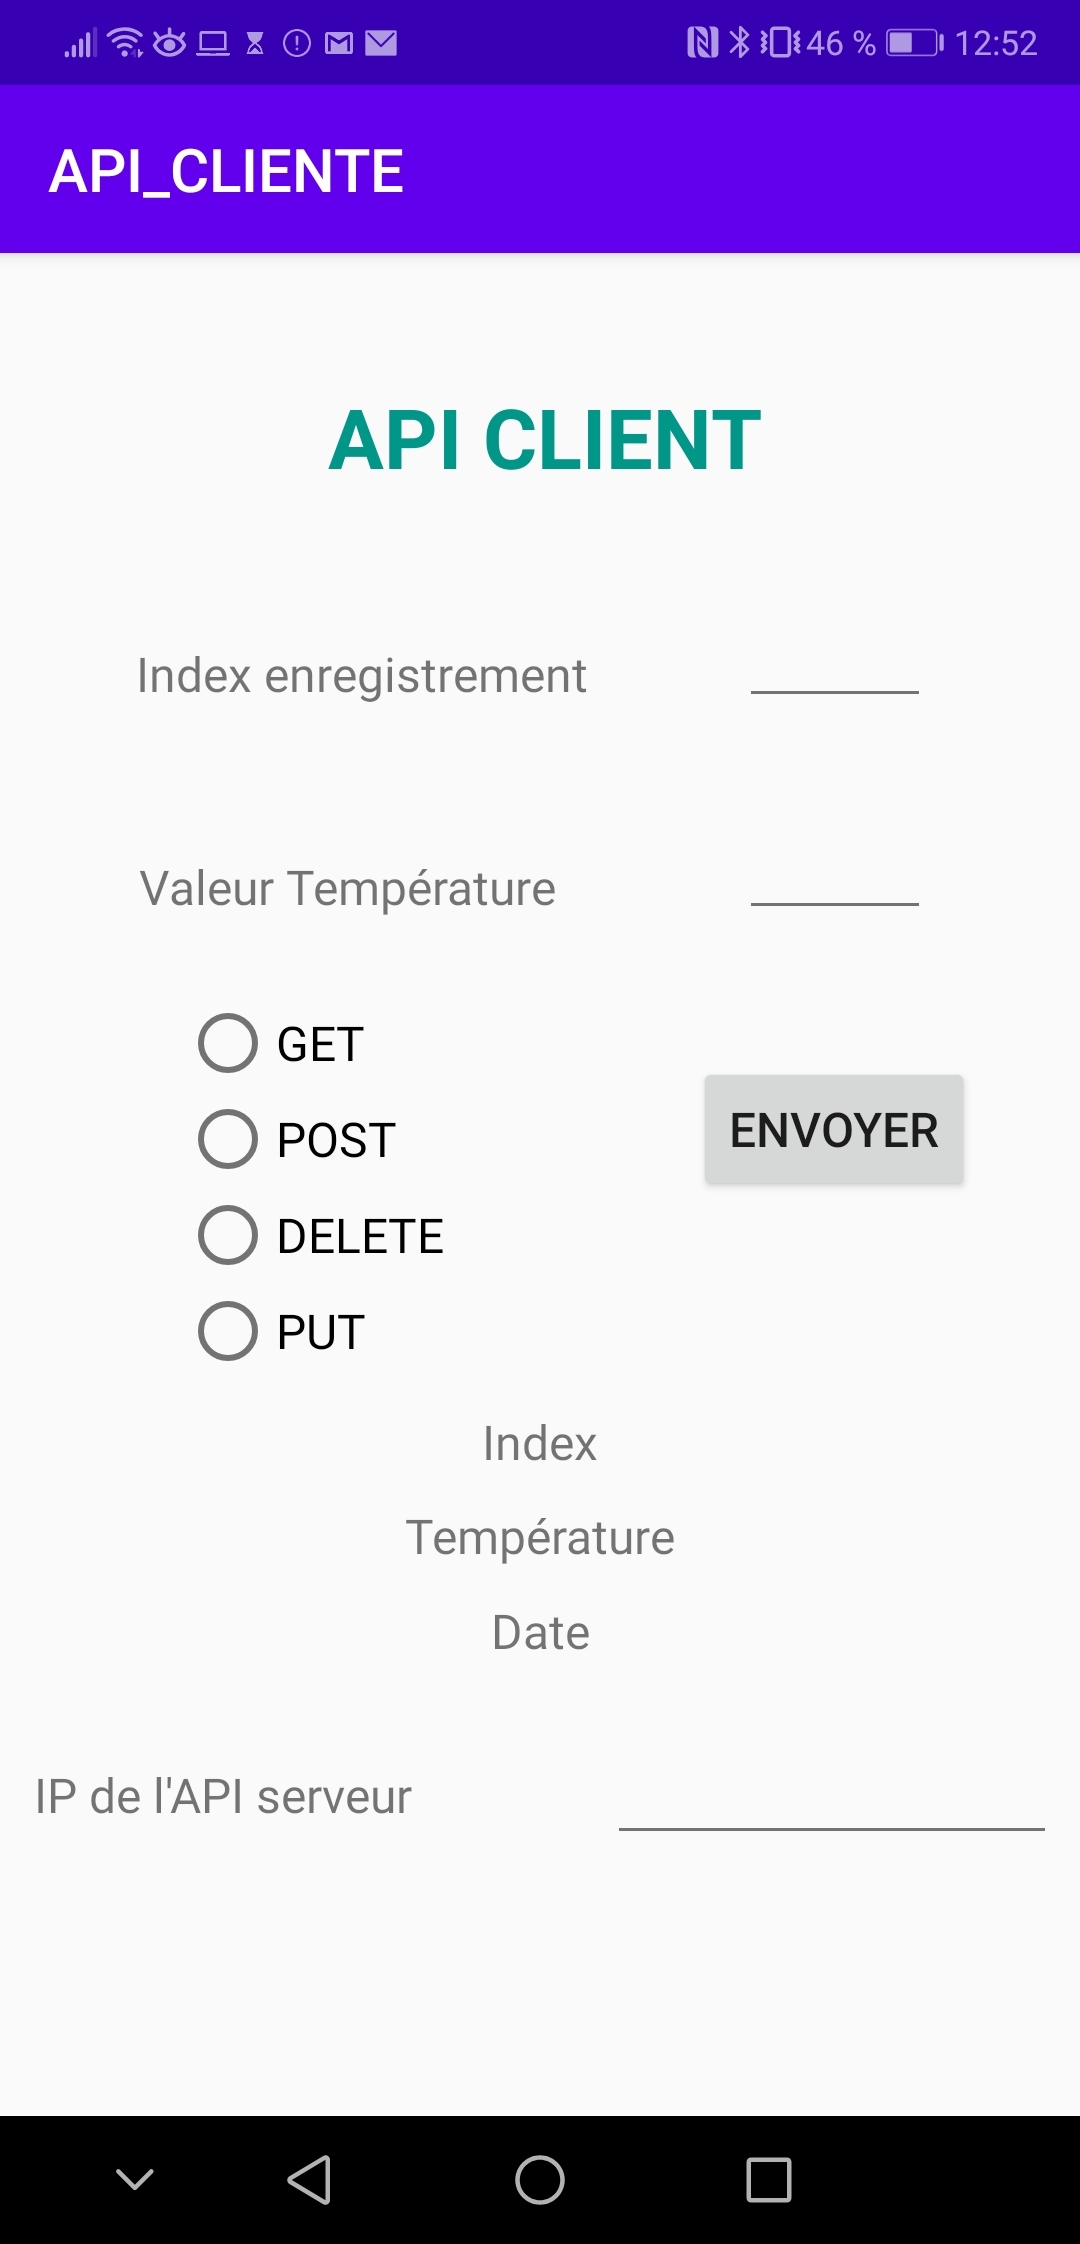 46 % 12:52
API_CLIENTE
API CLIENT
Index enregistrement
Valeur Température
GET
POST
ENVOYER
DELETE
PUT
Index
Température
Date
IP de l'API serveur